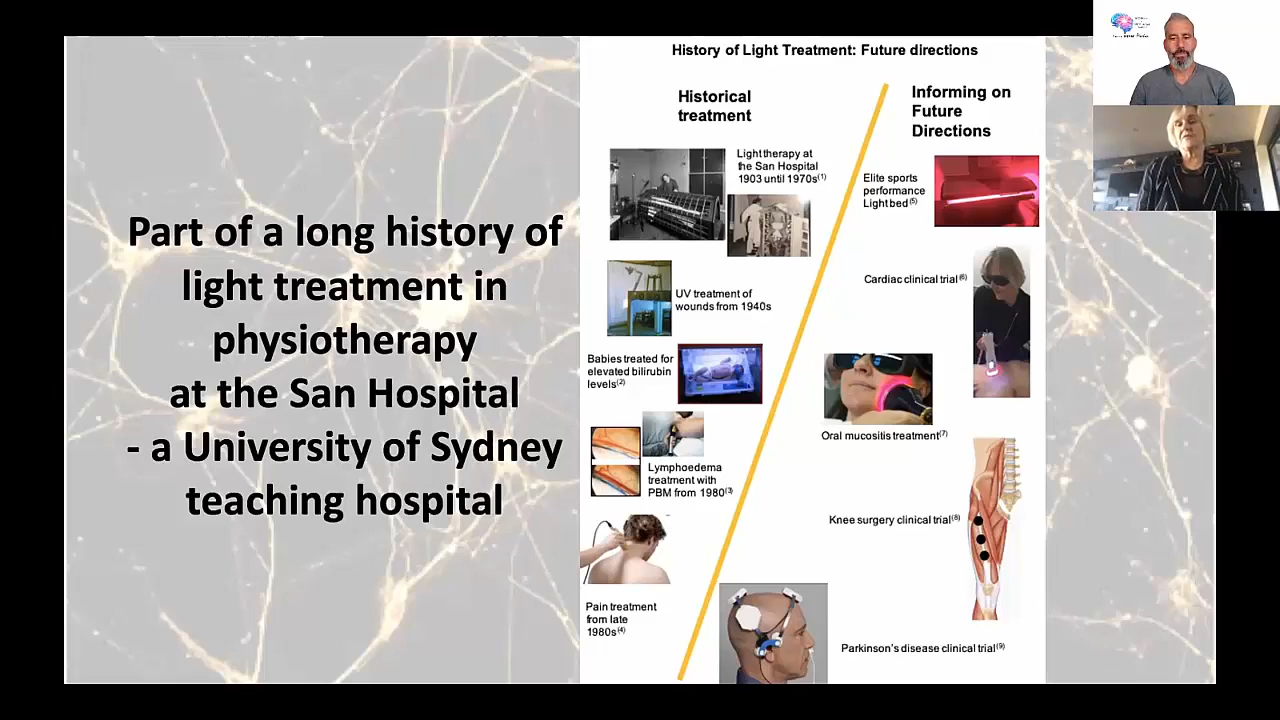 Part of a long history of
light treatment in
physiotherapy
at the San Hospital
- a University of Sydney
teaching hospital
History of Light Treatment: Future directions
Historical
treatment
Light therapy at
the San Hospital
1903 until 1970s(1)
UV treatment of
wounds from 1940s
Babies treated for
elevated bilirubin
levels(2)
Lymphoedema
treatment with
PBM from 1980(3)
Pain treatment
from late
1980s(4)
Informing on
Future
Directions
Elite sports
performance
Light bed(5)
Cardiac clinical trial(6)
Oral mucositis treatment(7)
Knee surgery clinical trial(8)
Parkinson's disease clinical trial(9)